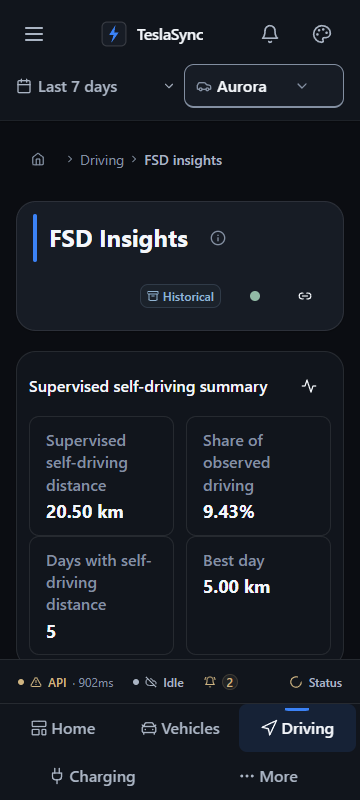 TeslaSync
Last 7 days
Aurora
Driving
FSD insights
FSD Insights
Historical
Supervised self-driving summary
Supervised
self-driving
distance
20.50 km
Share of
observed
driving
9.43%
Days with self-
driving
distance
5
Best day
5.00 km
API · 902ms
Idle
2
Status
Home
Vehicles
Driving
Charging
More